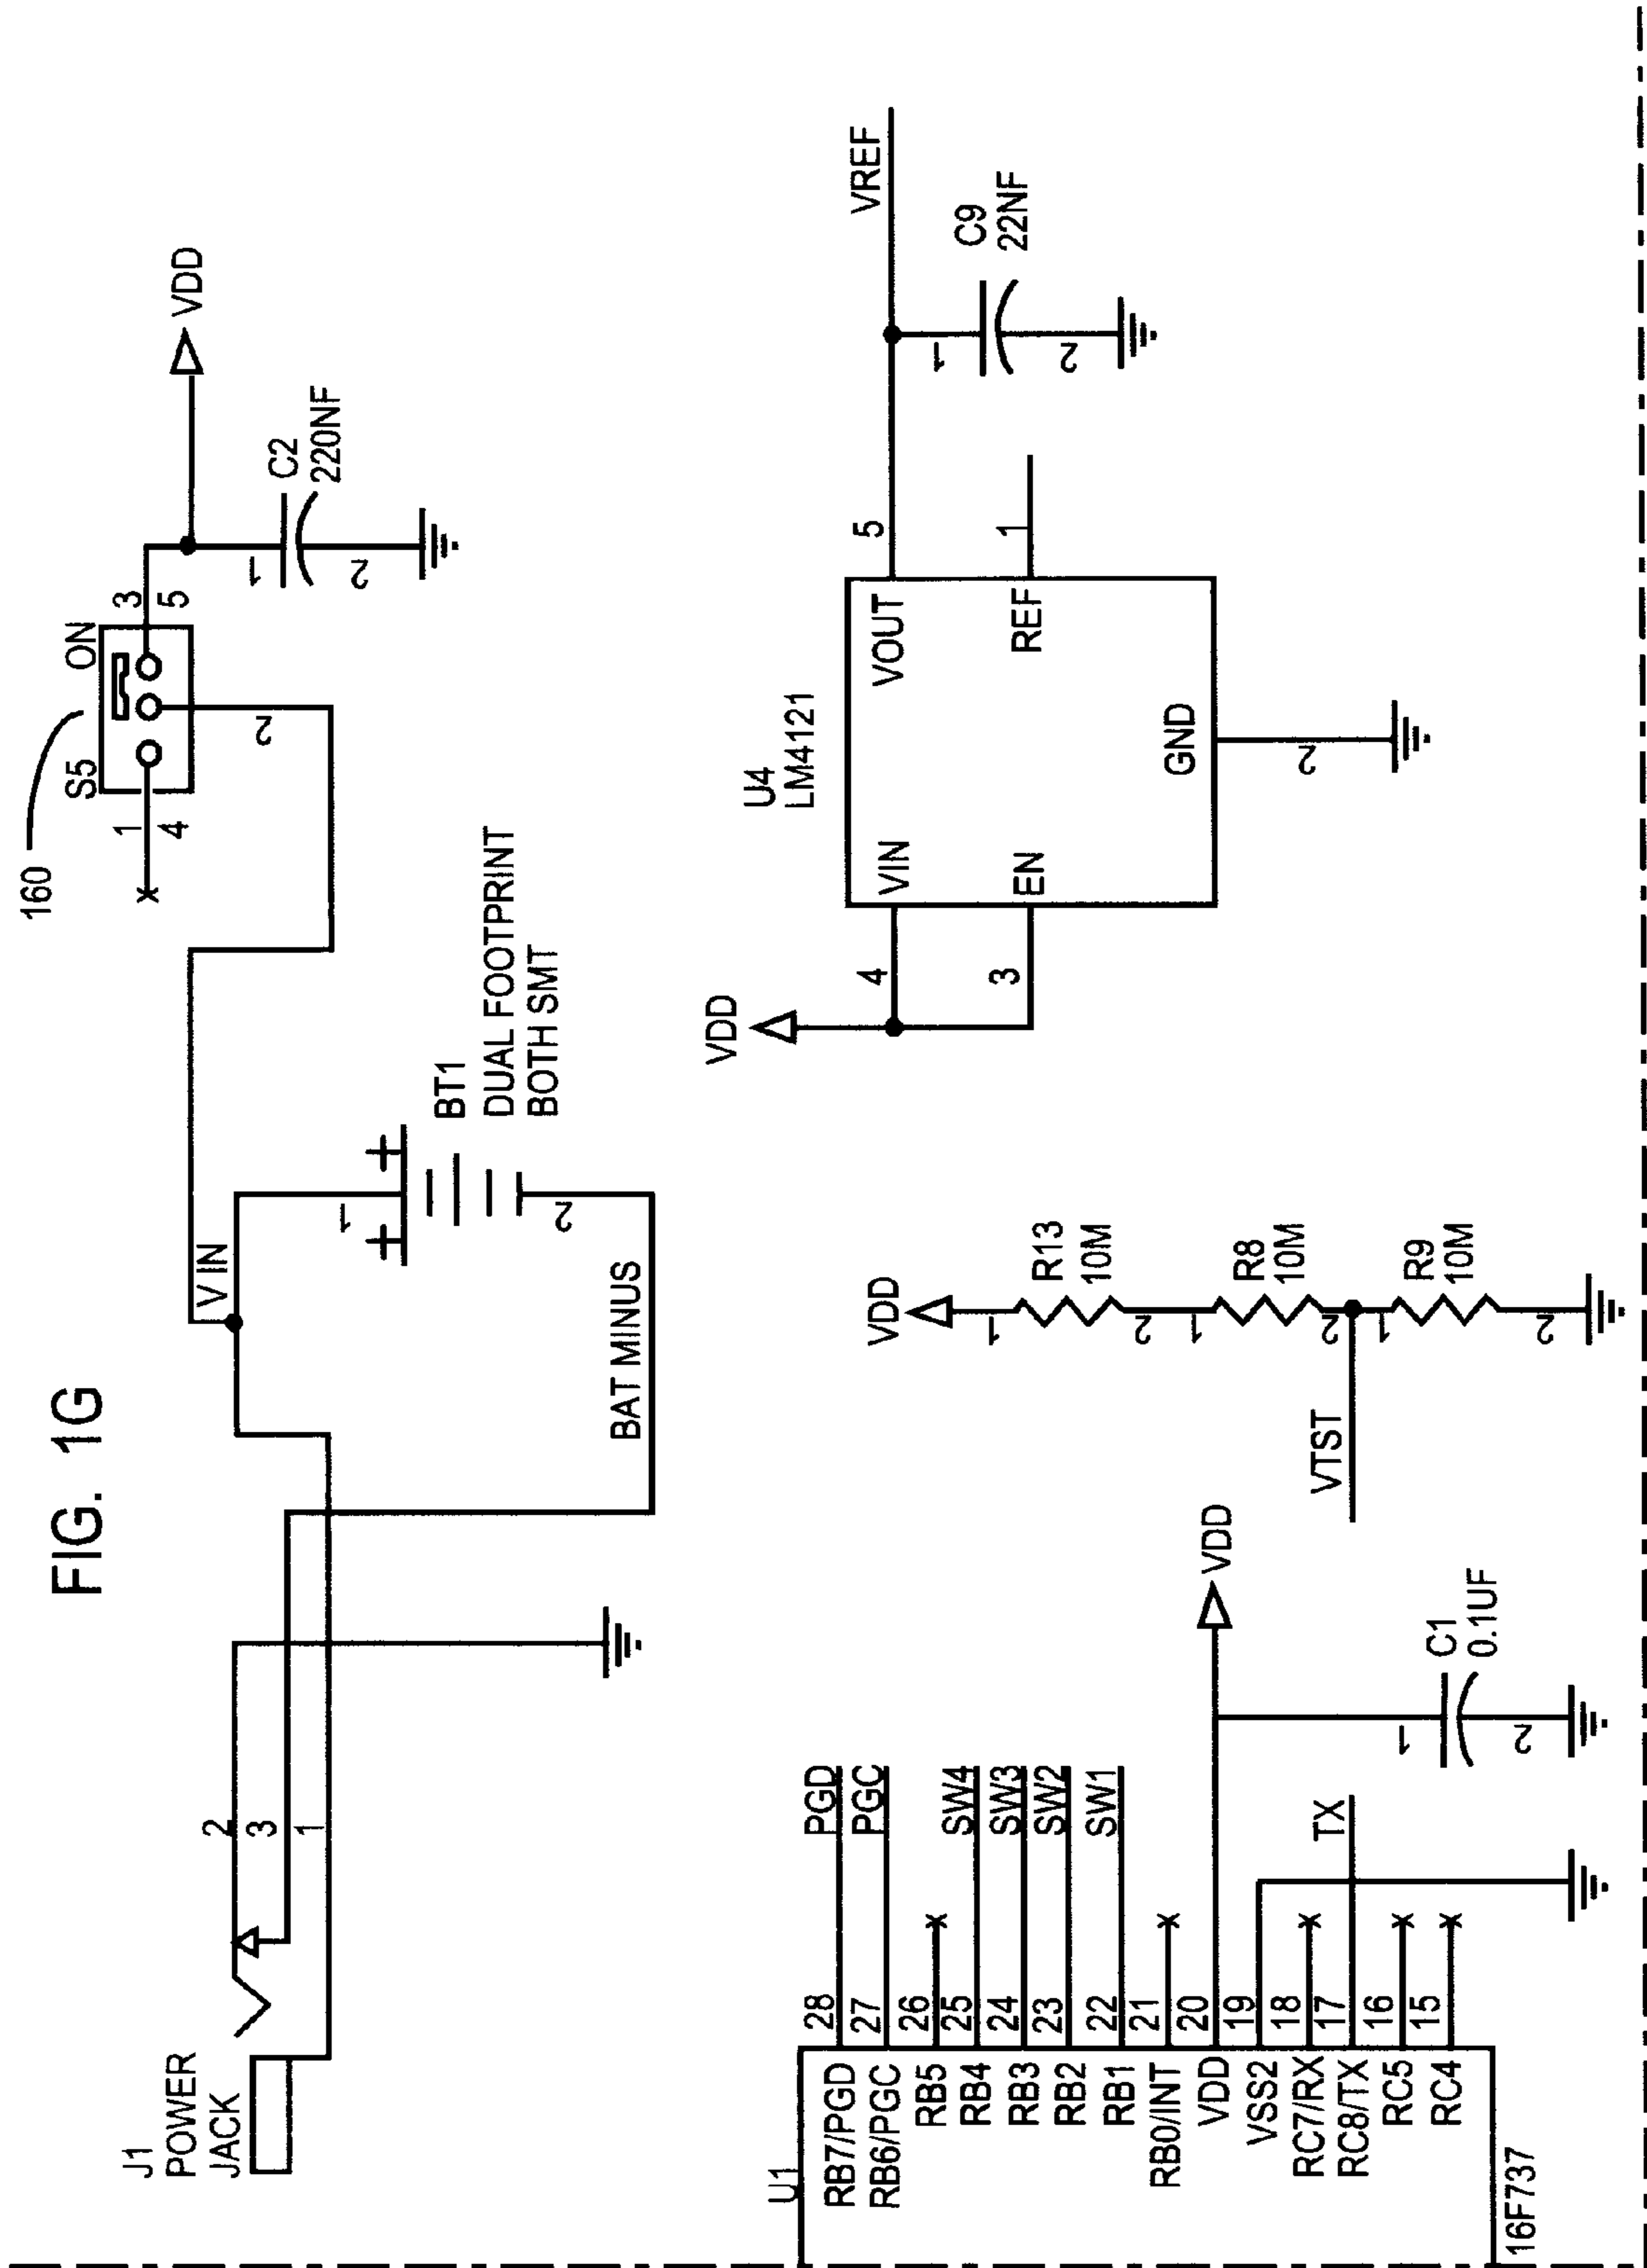 FIG. 1G
J1
POWER
JACK
2
3
1
V IN
1
2
BAT MINUS
BT1
DUAL FOOTPRINT
BOTH SMT
160
S5
ON
1
4
2
3
5
VDD
1
2
C2
220NF
U1
RB7/PGD
28
PGD
RB6/PGC
27
PGC
RB5
26
X
RB4
25
SW4
RB3
24
SW3
RB2
23
SW2
RB1
22
SW1
RB0/INT
21
X
VDD
20
VDD
VSS2
19
RC7/RX
18
X
RC8/TX
17
TX
RC5
16
X
RC4
15
X
16F737
1
2
C1
0.1UF
VDD
1
R13
10M
2
1
R8
10M
2
VTST
1
R9
10M
2
VDD
4
3
U4
LM4121
VIN
VOUT
EN
REF
GND
2
5
1
VREF
1
2
C9
22NF